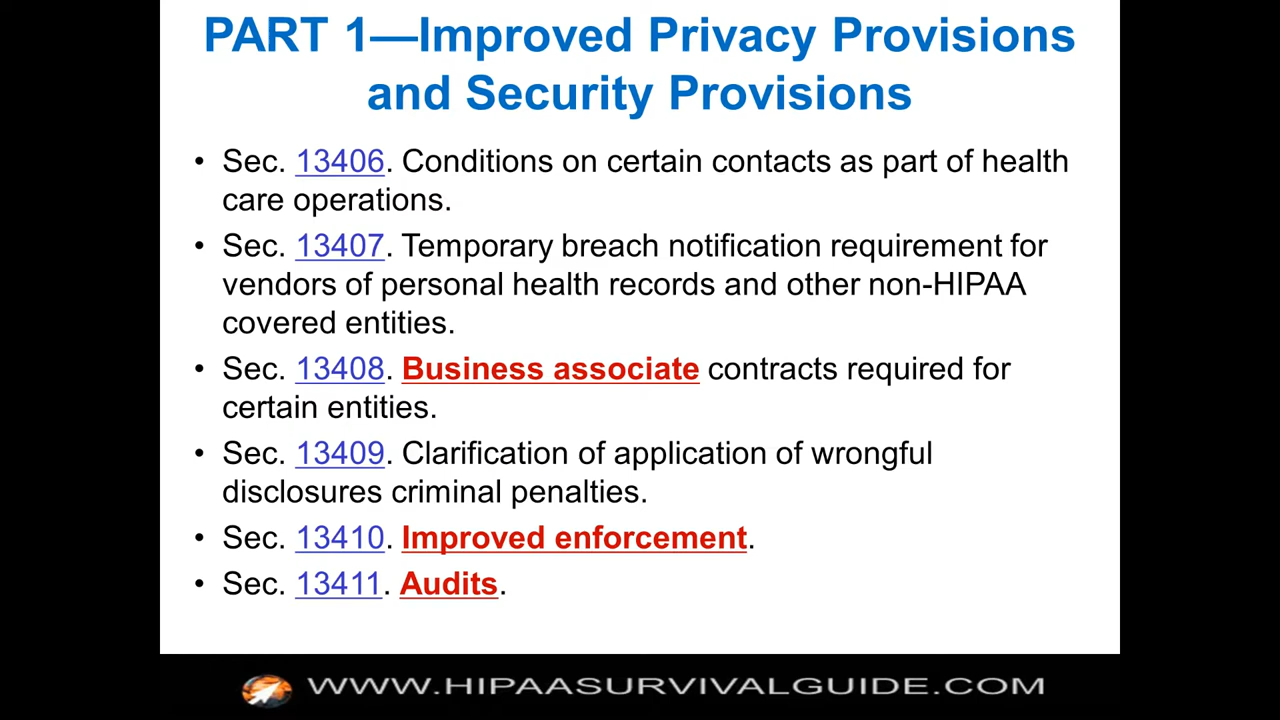 PART 1—Improved Privacy Provisions
and Security Provisions
• Sec. 13406. Conditions on certain contacts as part of health
care operations.
• Sec. 13407. Temporary breach notification requirement for
vendors of personal health records and other non-HIPAA
covered entities.
• Sec. 13408. Business associate contracts required for
certain entities.
• Sec. 13409. Clarification of application of wrongful
disclosures criminal penalties.
• Sec. 13410. Improved enforcement.
• Sec. 13411. Audits.
WWW.HIPAASURVIVALGUIDE.COM